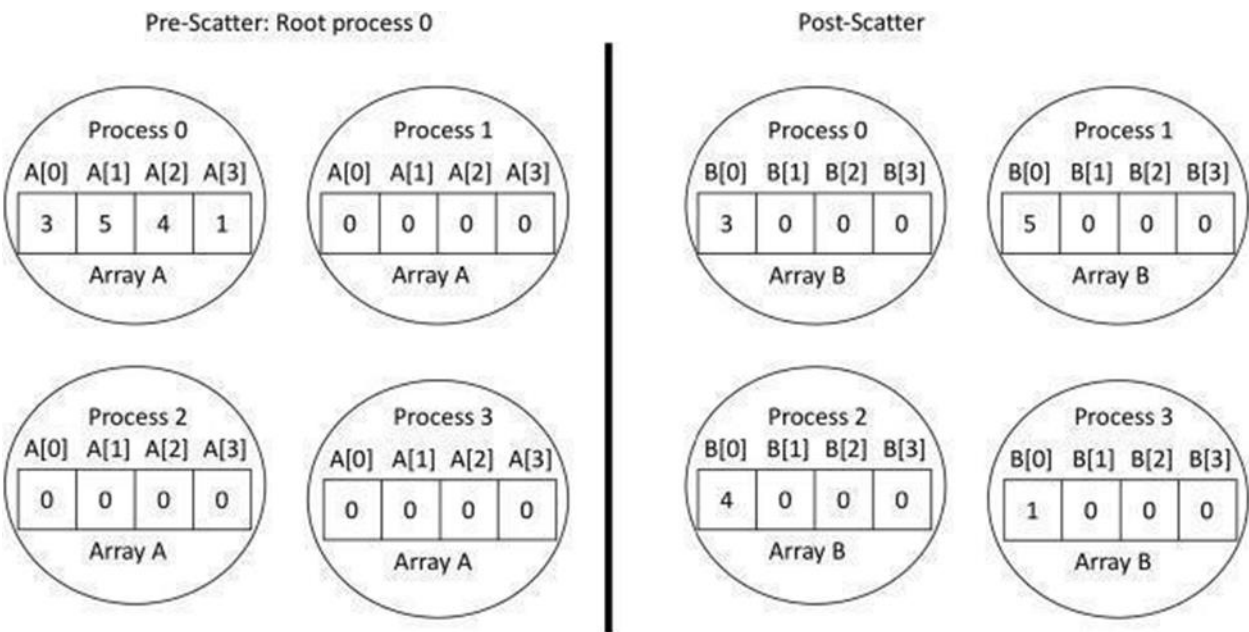 Pre-Scatter: Root process 0
Process 0
A[0] A[1] A[2] A[3]
3 5 4 1
Array A
Process 1
A[0] A[1] A[2] A[3]
0 0 0 0
Array A
Process 2
A[0] A[1] A[2] A[3]
0 0 0 0
Array A
Process 3
A[0] A[1] A[2] A[3]
0 0 0 0
Array A
Post-Scatter
Process 0
B[0] B[1] B[2] B[3]
3 0 0 0
Array B
Process 1
B[0] B[1] B[2] B[3]
5 0 0 0
Array B
Process 2
B[0] B[1] B[2] B[3]
4 0 0 0
Array B
Process 3
B[0] B[1] B[2] B[3]
1 0 0 0
Array B